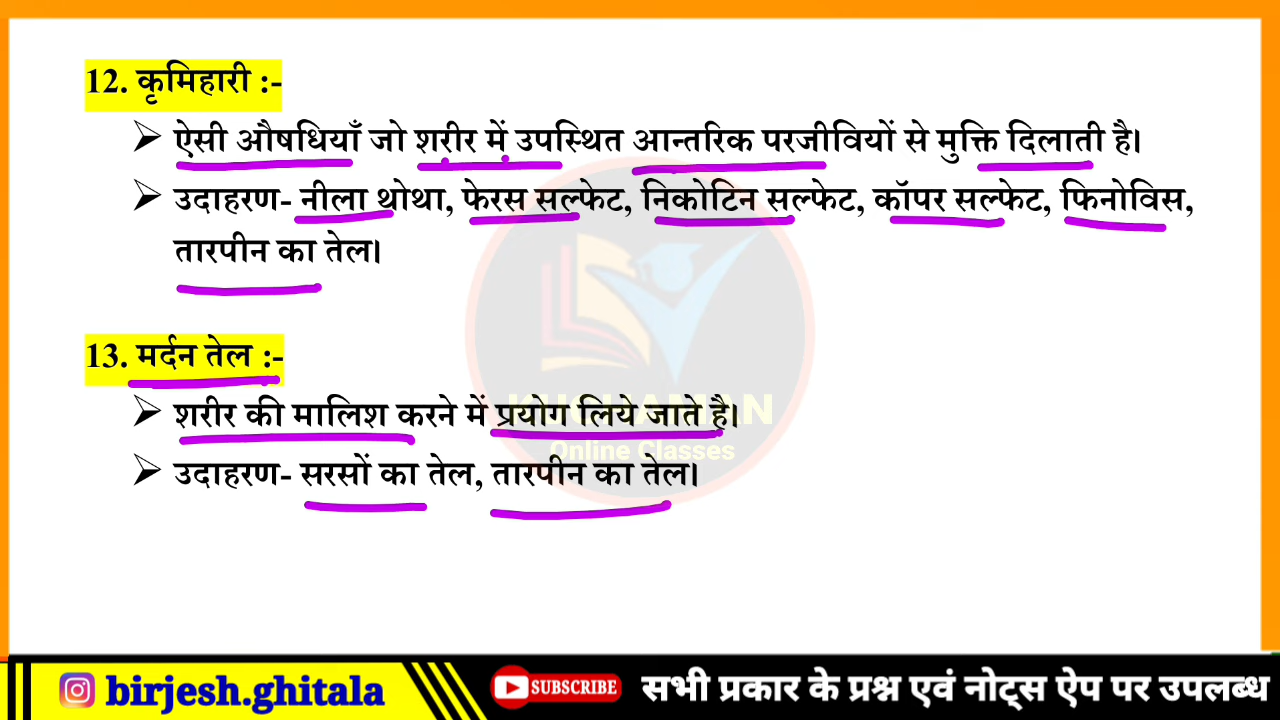 12. कृमिहारी :-
➢ ऐसी औषधियाँ जो शरीर में उपस्थित आन्तरिक परजीवियों से मुक्ति दिलाती है।
➢ उदाहरण- नीला थोथा, फेरस सल्फेट, निकोटिन सल्फेट, कॉपर सल्फेट, फिनोविस,
तारपीन का तेल।
13. मर्दन तेल :-
➢ शरीर की मालिश करने में प्रयोग लिये जाते है।
KUCHAMAN
Online Classes
➢ उदाहरण- सरसों का तेल, तारपीन का तेल।
birjesh.ghitala
SUBSCRIBE
सभी प्रकार के प्रश्न एवं नोट्स ऐप पर उपलब्ध